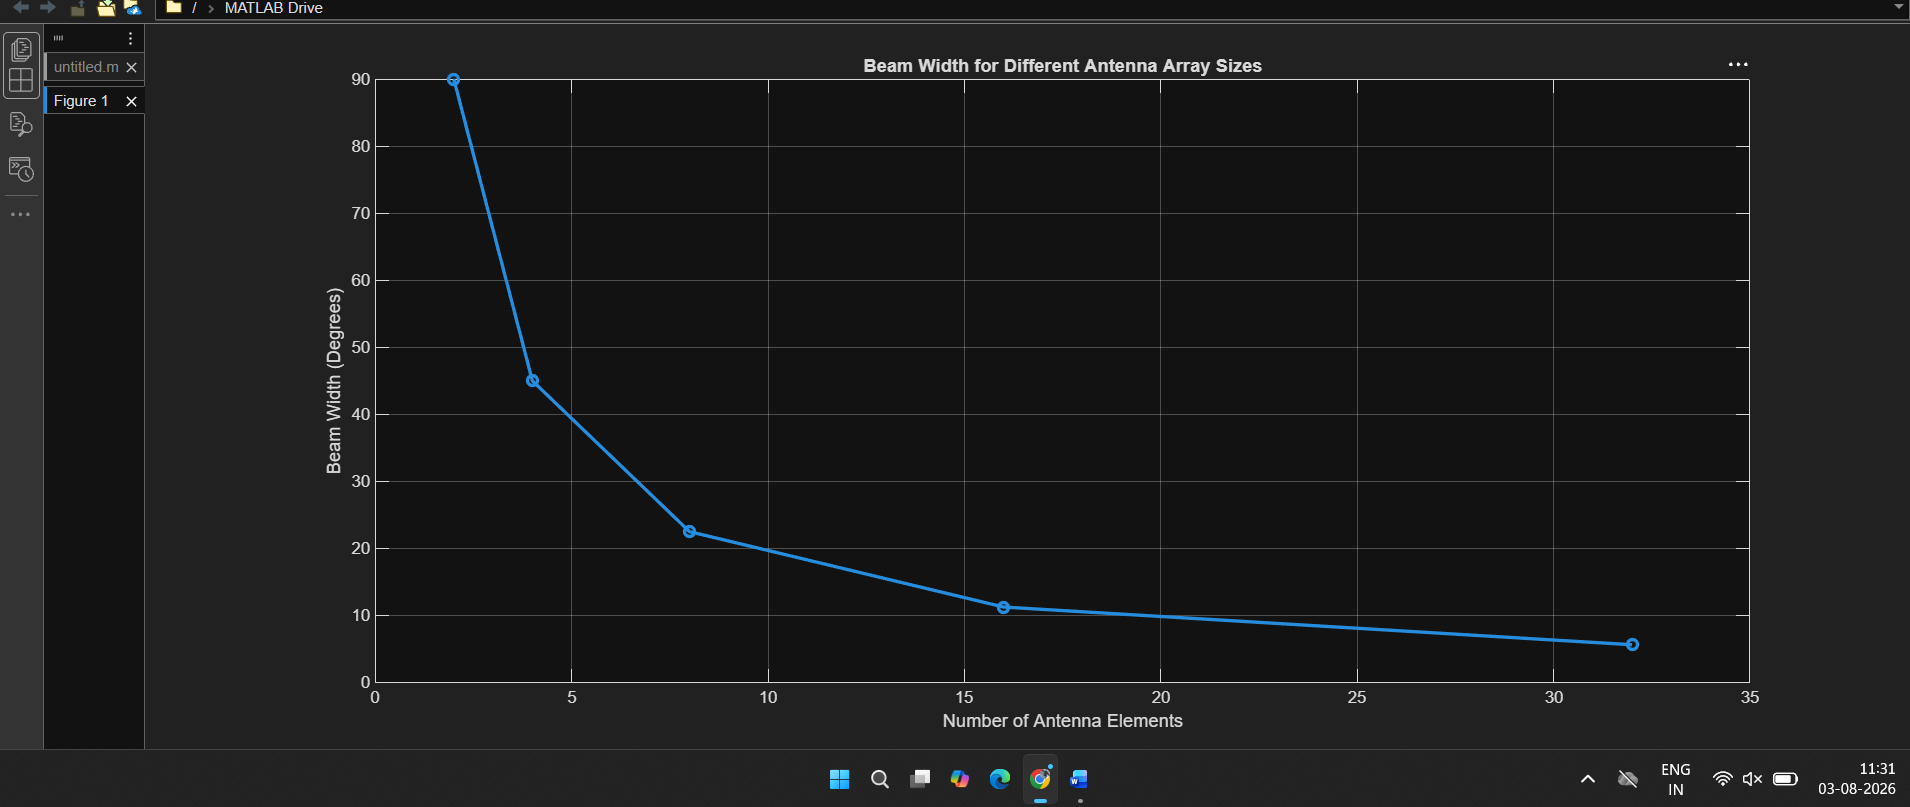 / > MATLAB Drive
untitled.m
Figure 1
Beam Width for Different Antenna Array Sizes
90
80
70
60
50
40
30
20
10
0
Beam Width (Degrees)
0 5 10 15 20 25 30 35
Number of Antenna Elements
ENG
IN
11:31
03-08-2026